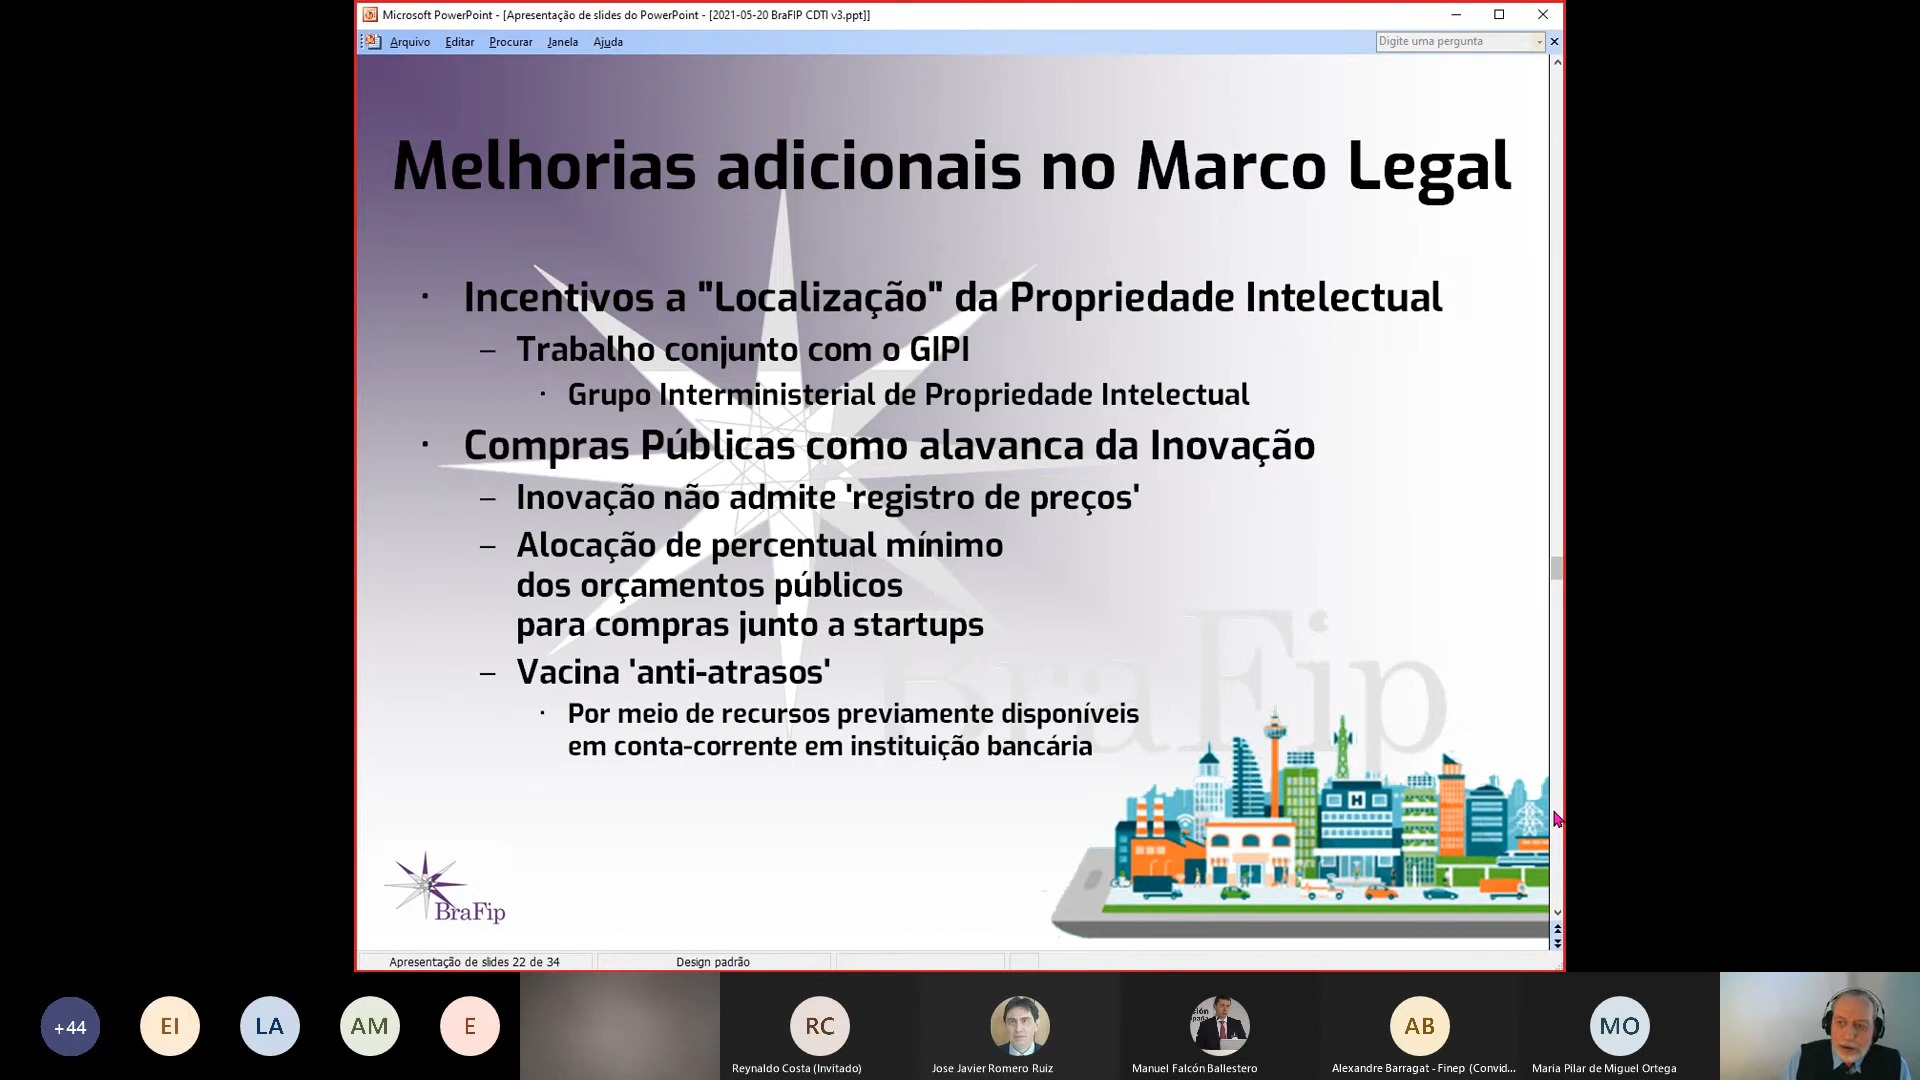 Microsoft PowerPoint - [Apresentação de slides do PowerPoint - [2021-05-20 BraFIP CDTI v3.ppt]]
Arquivo Editar Procurar Janela Ajuda
Digite uma pergunta
Melhorias adicionais no Marco Legal
· Incentivos a "Localização" da Propriedade Intelectual
– Trabalho conjunto com o GIPI
· Grupo Interministerial de Propriedade Intelectual
· Compras Públicas como alavanca da Inovação
– Inovação não admite 'registro de preços'
– Alocação de percentual mínimo
dos orçamentos públicos
para compras junto a startups
– Vacina 'anti-atrasos'
· Por meio de recursos previamente disponíveis
em conta-corrente em instituição bancária
BraFip
H
BraFip
Apresentação de slides 22 de 34
Design padrão
+44
EI
LA
AM
E
RC
AB
MO
Reynaldo Costa (Invitado)
Jose Javier Romero Ruiz
Manuel Falcón Ballestero
Alexandre Barragat - Finep (Convid...
Maria Pilar de Miguel Ortega